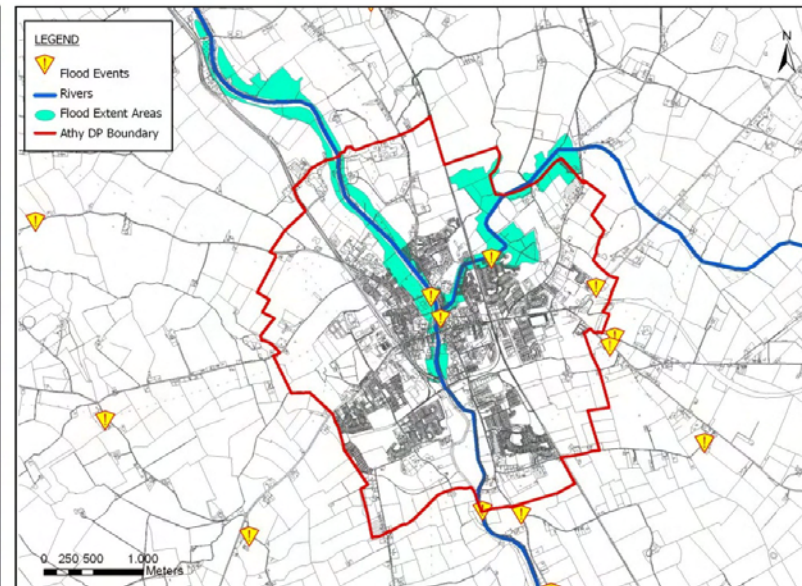 LEGEND
Flood Events
Rivers
Flood Extent Areas
Athy DP Boundary
N
0 250 500 1.000
Meters